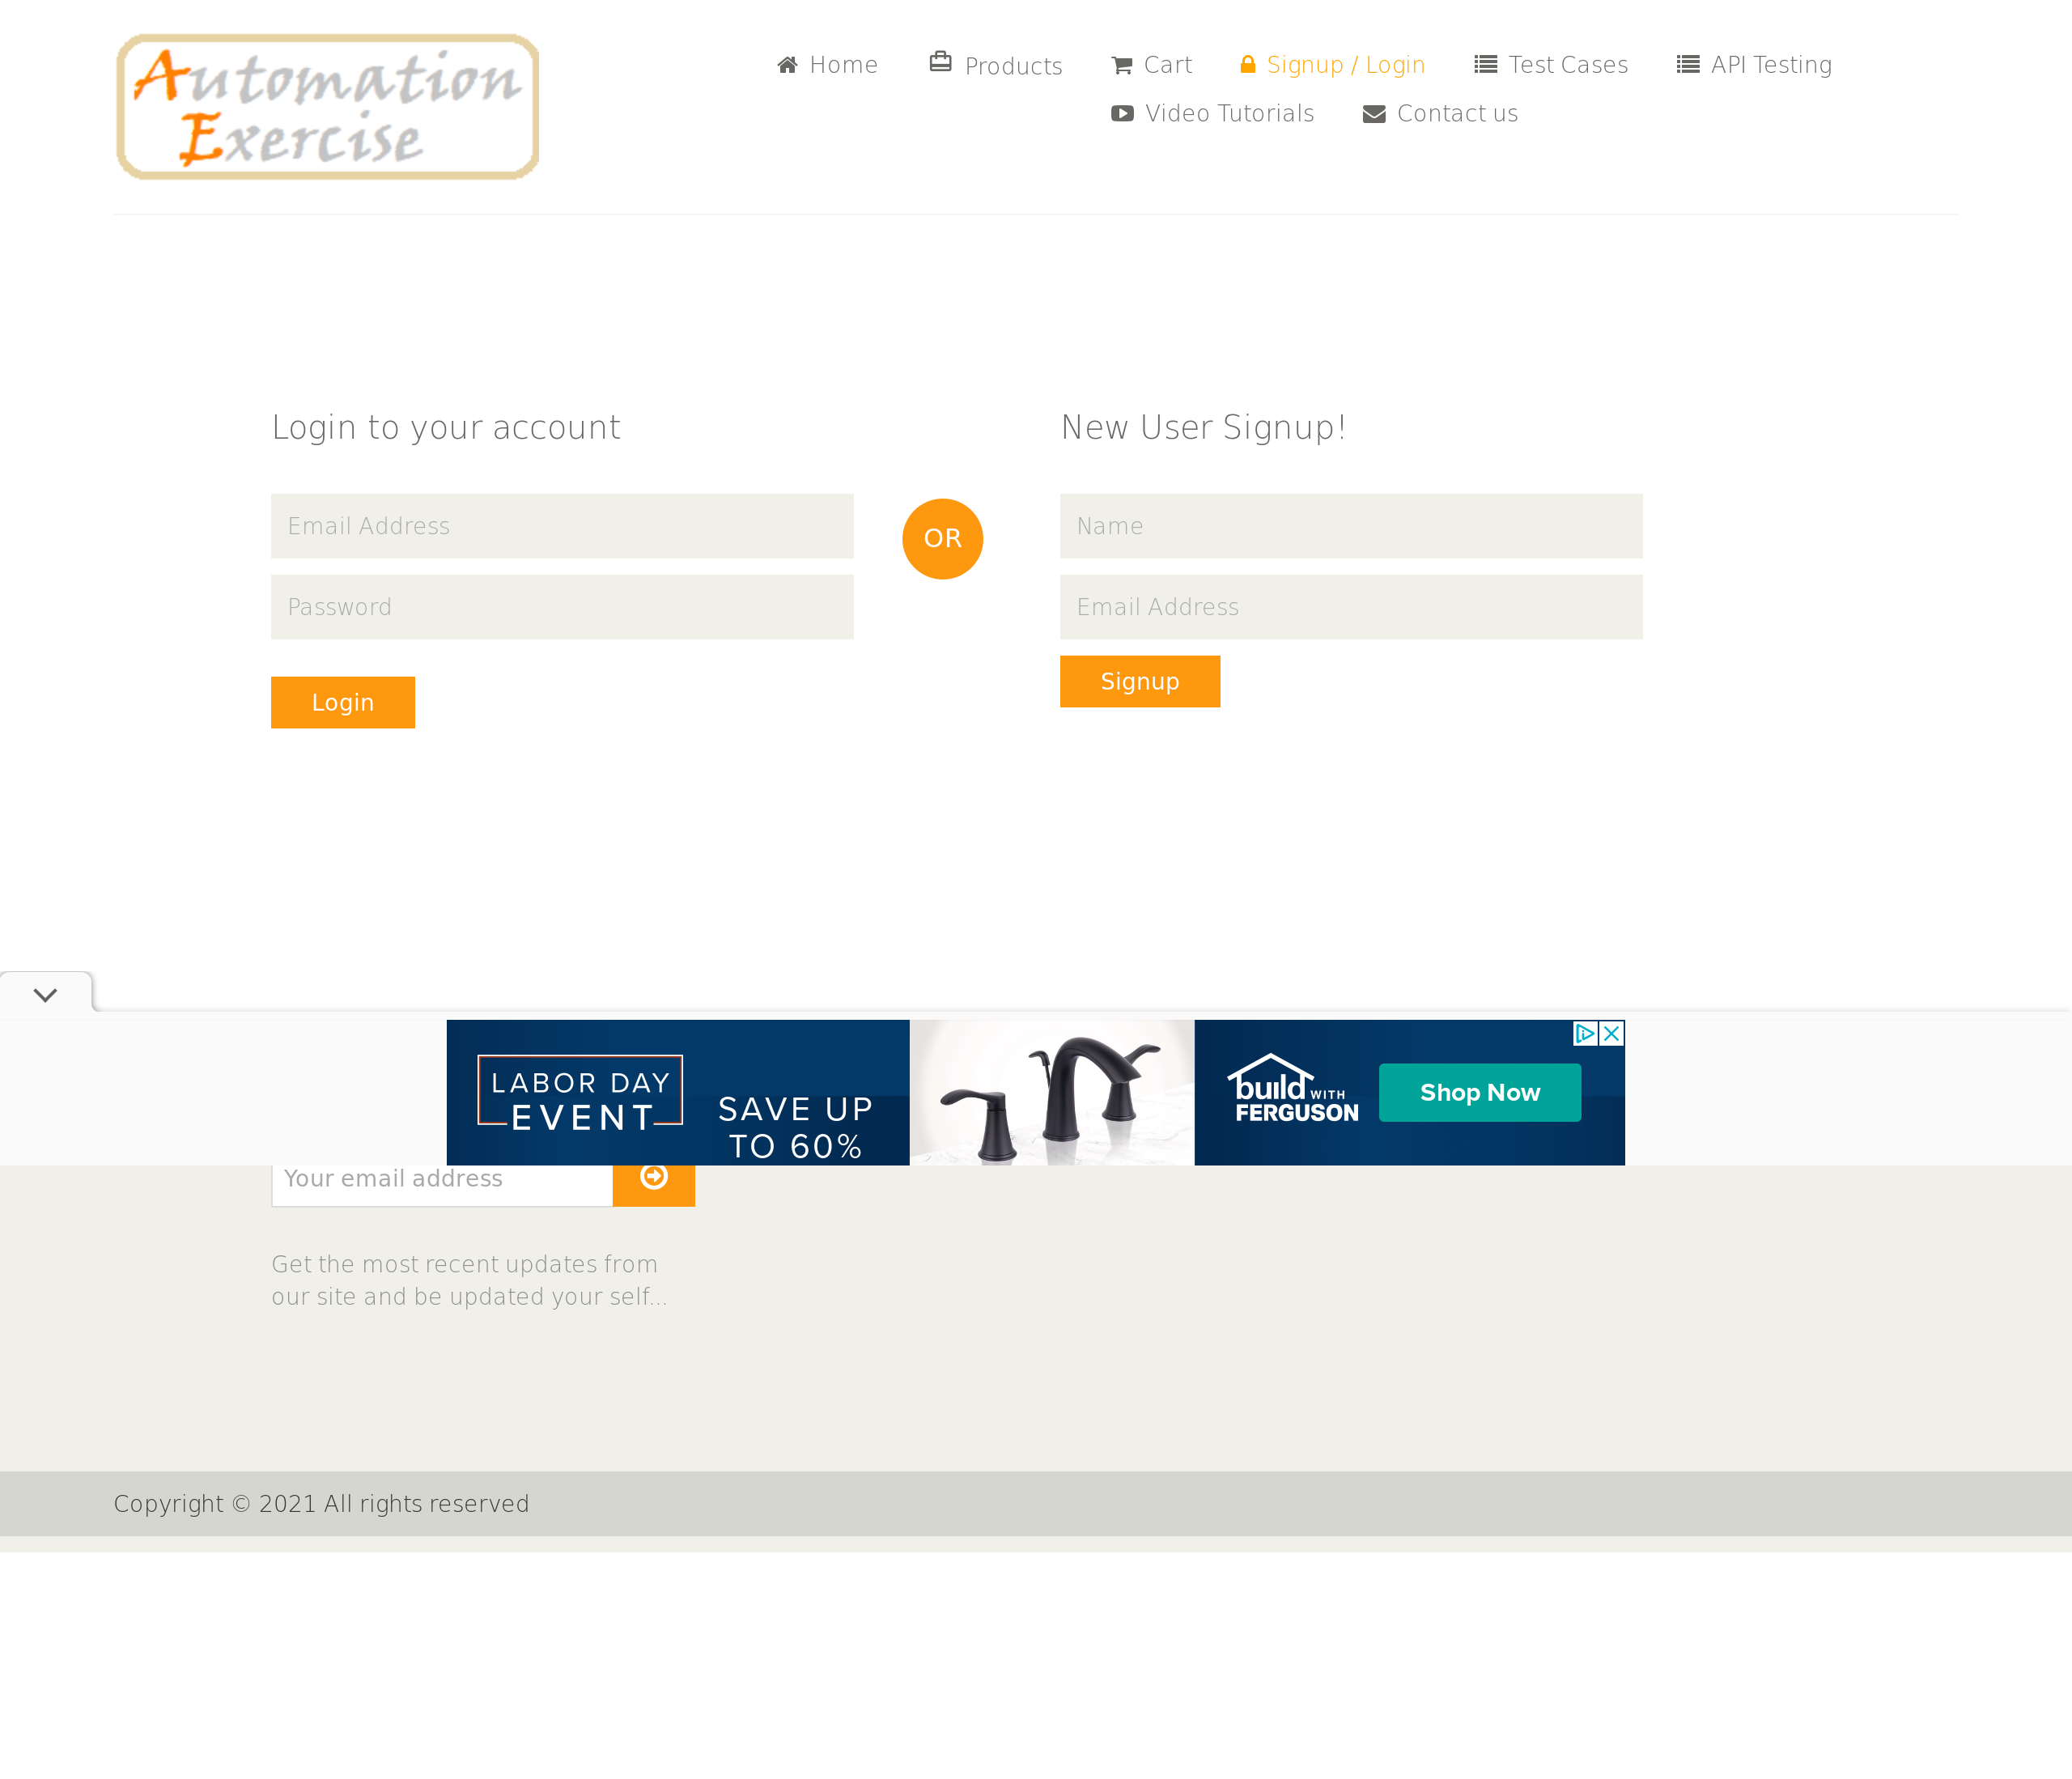 Automation
Exercise
Home Products Cart Signup / Login Test Cases API Testing
Video Tutorials Contact us
Login to your account
New User Signup!
Email Address
OR
Name
Password
Email Address
Login
Signup
LABOR DAY
EVENT
SAVE UP
TO 60%
build WITH
FERGUSON
Shop Now
Your email address
Get the most recent updates from
our site and be updated your self...
Copyright © 2021 All rights reserved